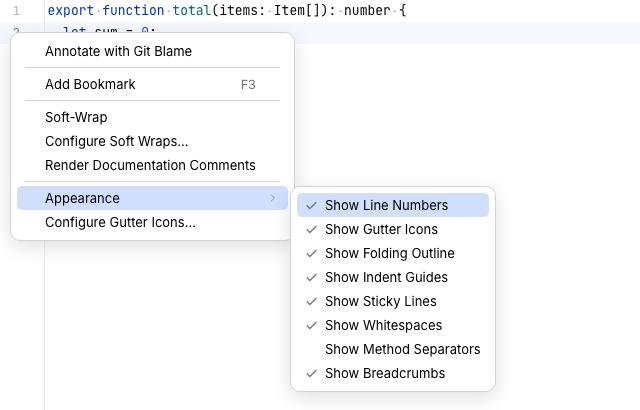 1 export function total(items: Item[]): number {
2 let sum = 0;
Annotate with Git Blame
Add Bookmark F3
Soft-Wrap
Configure Soft Wraps...
Render Documentation Comments
Appearance
Configure Gutter Icons...
Show Line Numbers
Show Gutter Icons
Show Folding Outline
Show Indent Guides
Show Sticky Lines
Show Whitespaces
Show Method Separators
Show Breadcrumbs